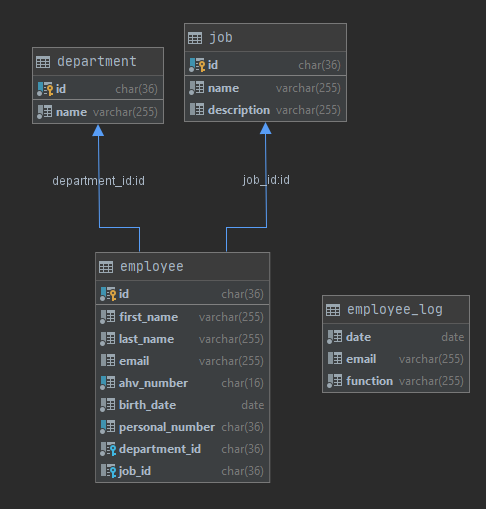 department
id char(36)
name varchar(255)
job
id char(36)
name varchar(255)
description varchar(255)
department_id:id
job_id:id
employee
id char(36)
first_name varchar(255)
last_name varchar(255)
email varchar(255)
ahv_number char(16)
birth_date date
personal_number char(36)
department_id char(36)
job_id char(36)
employee_log
date date
email varchar(255)
function varchar(255)